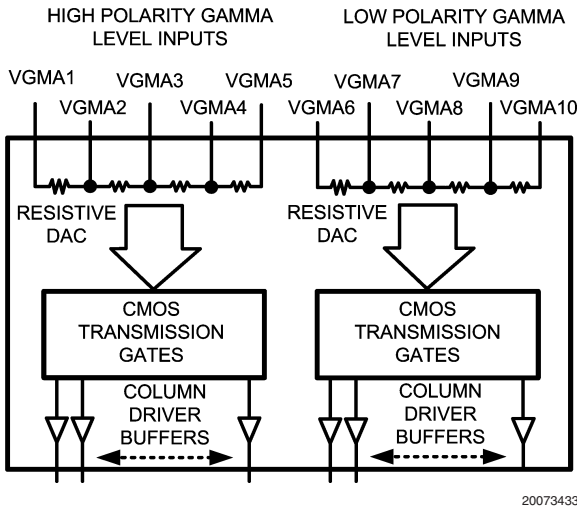 HIGH POLARITY GAMMA
LEVEL INPUTS
LOW POLARITY GAMMA
LEVEL INPUTS
VGMA1
VGMA2
VGMA3
VGMA4
VGMA5
VGMA6
VGMA7
VGMA8
VGMA9
VGMA10
RESISTIVE
DAC
RESISTIVE
DAC
CMOS
TRANSMISSION
GATES
CMOS
TRANSMISSION
GATES
COLUMN
DRIVER
BUFFERS
COLUMN
DRIVER
BUFFERS
20073433